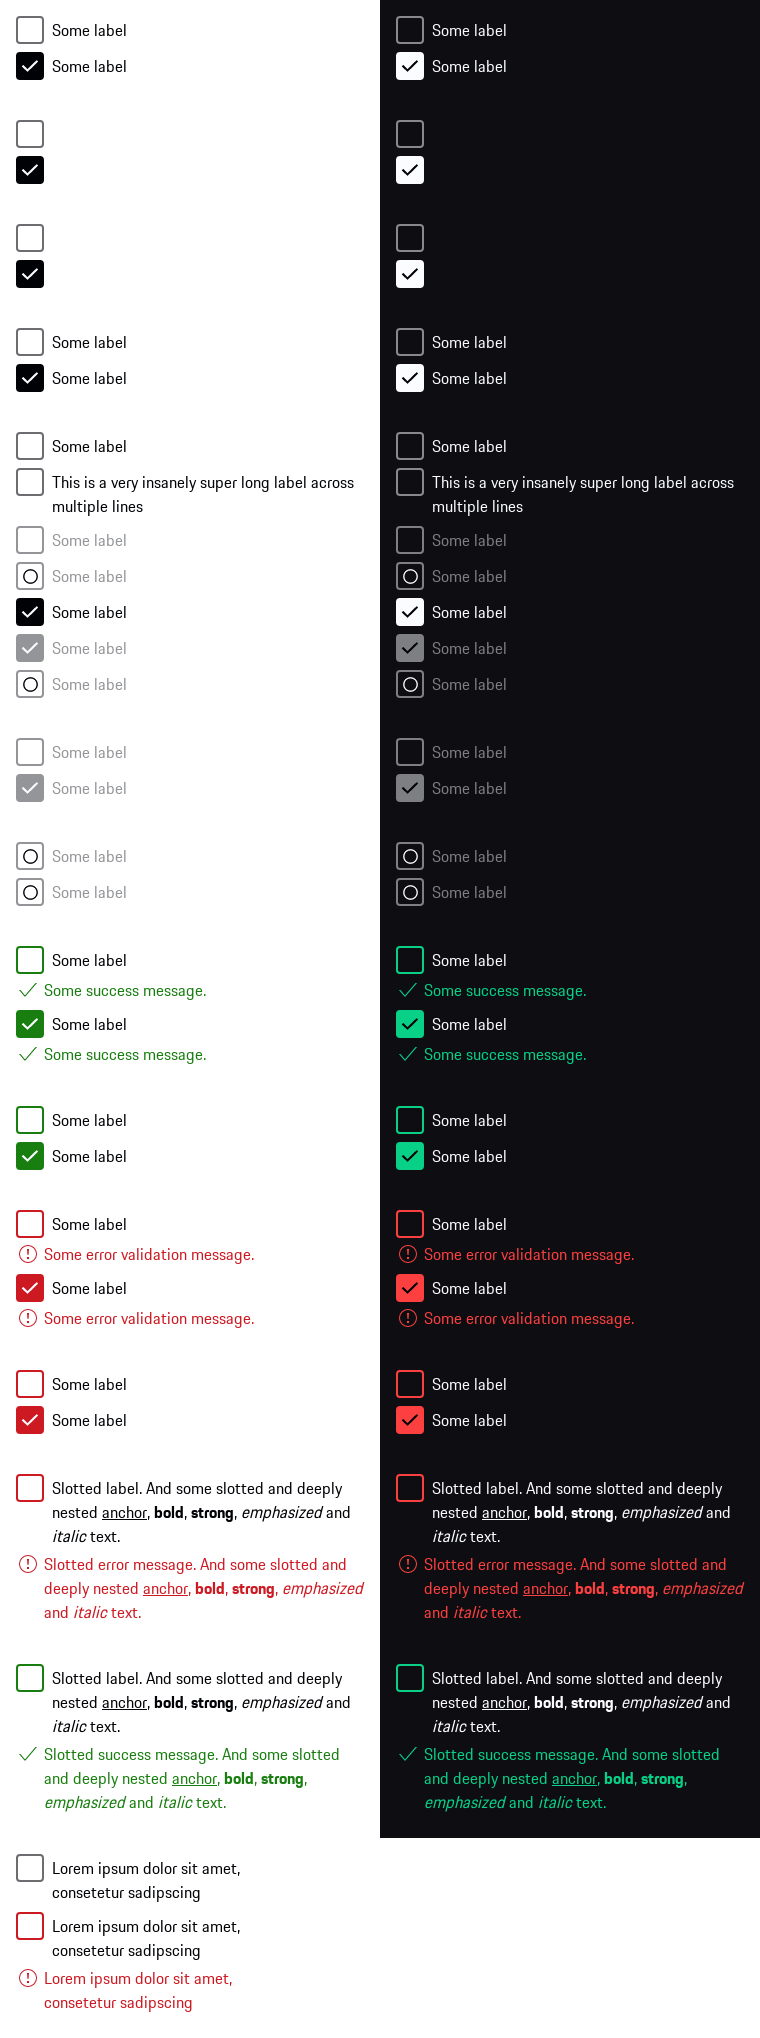 Some label
Some label
Some label
Some label
Some label
This is a very insanely super long label across
multiple lines
Some label
Some label
Some label
Some label
Some label
Some label
Some label
Some label
Some label
Some label
Some success message.
Some label
Some success message.
Some label
Some label
Some label
Some error validation message.
Some label
Some error validation message.
Some label
Some label
Slotted label. And some slotted and deeply
nested anchor, bold, strong, emphasized and
italic text.
Slotted error message. And some slotted and
deeply nested anchor, bold, strong, emphasized
and italic text.
Slotted label. And some slotted and deeply
nested anchor, bold, strong, emphasized and
italic text.
Slotted success message. And some slotted
and deeply nested anchor, bold, strong,
emphasized and italic text.
Lorem ipsum dolor sit amet,
consetetur sadipscing
Lorem ipsum dolor sit amet,
consetetur sadipscing
Lorem ipsum dolor sit amet,
consetetur sadipscing
Some label
Some label
Some label
Some label
Some label
This is a very insanely super long label across
multiple lines
Some label
Some label
Some label
Some label
Some label
Some label
Some label
Some label
Some label
Some label
Some success message.
Some label
Some success message.
Some label
Some label
Some label
Some error validation message.
Some label
Some error validation message.
Some label
Some label
Slotted label. And some slotted and deeply
nested anchor, bold, strong, emphasized and
italic text.
Slotted error message. And some slotted and
deeply nested anchor, bold, strong, emphasized
and italic text.
Slotted label. And some slotted and deeply
nested anchor, bold, strong, emphasized and
italic text.
Slotted success message. And some slotted
and deeply nested anchor, bold, strong,
emphasized and italic text.